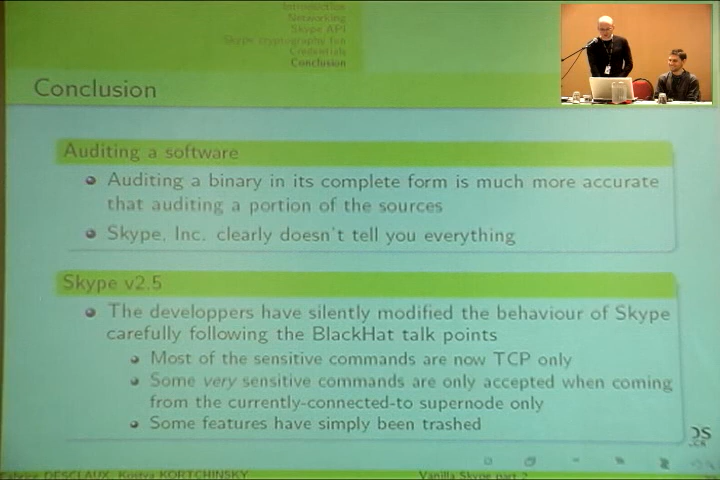 Introduction
Networking
Skype API
Skype cryptography fun
Credentials
Conclusion
Conclusion
Auditing a software
Auditing a binary in its complete form is much more accurate
that auditing a portion of the sources
Skype, Inc. clearly doesn't tell you everything
Skype v2.5
The developpers have silently modified the behaviour of Skype
carefully following the BlackHat talk points
Most of the sensitive commands are now TCP only
Some very sensitive commands are only accepted when coming
from the currently-connected-to supernode only
Some features have simply been trashed
Fabrice DESCLAUX, Kostya KORTCHINSKY
Vanilla Skype part 2